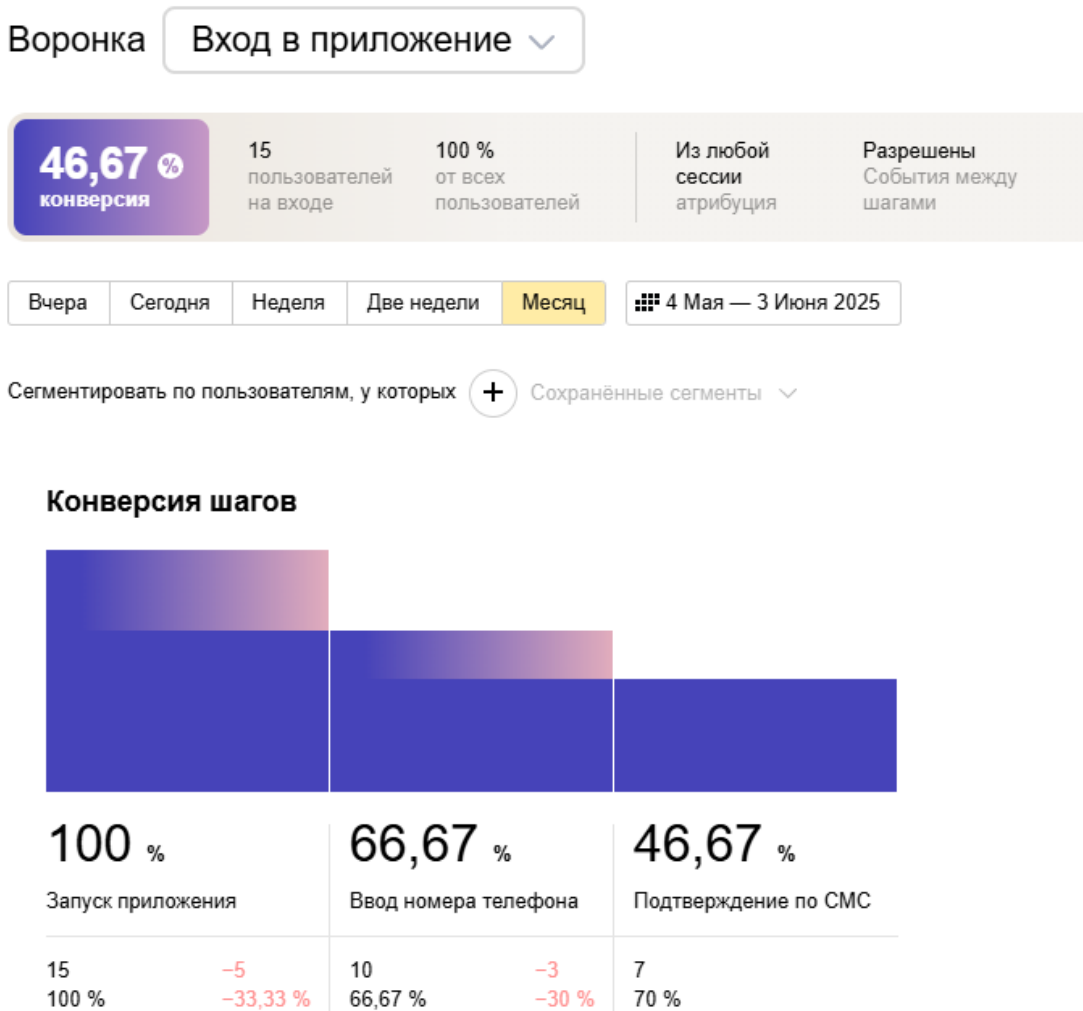 Воронка Вход в приложение
46,67 %
конверсия
15
пользователей
на входе
100 %
от всех
пользователей
Из любой
сессии
атрибуция
Разрешены
События между
шагами
Вчера Сегодня Неделя Две недели Месяц 4 Мая — 3 Июня 2025
Сегментировать по пользователям, у которых + Сохранённые сегменты
Конверсия шагов
100 % 66,67 % 46,67 %
Запуск приложения Ввод номера телефона Подтверждение по СМС
15 −5 10 −3 7
100 % −33,33 % 66,67 % −30 % 70 %